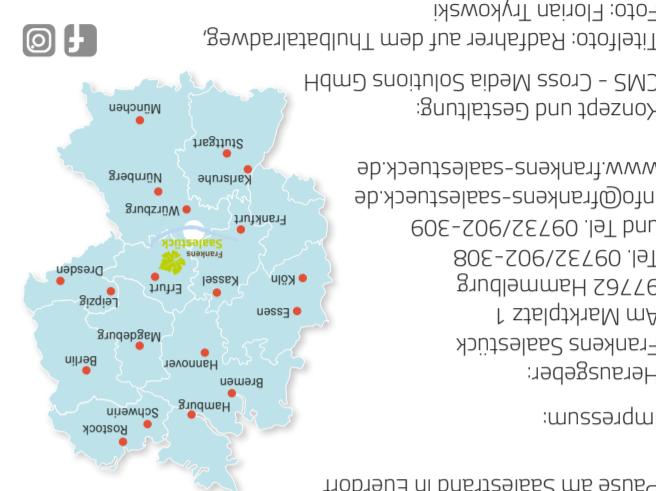 Pause am Saalestrand in Euerdorf
Impressum:
Herausgeber:
Frankens Saalestück
Am Marktplatz 1
97762 Hammelburg
Tel. 09732/902-308
und Tel. 09732/902-309
info@frankens-saalestueck.de
www.frankens-saalestueck.de
Konzept und Gestaltung:
CMS - Cross Media Solutions GmbH
Titelfoto: Radfahrer auf dem Thulbatalradweg,
Foto: Florian Trykowski
Rostock
Schwerin
Hamburg
Bremen
Berlin
Hannover
Magdeburg
Essen
Leipzig
Köln
Kassel
Erfurt
Dresden
Frankens
Saalestück
Frankfurt
Würzburg
Nürnberg
Karlsruhe
Stuttgart
München